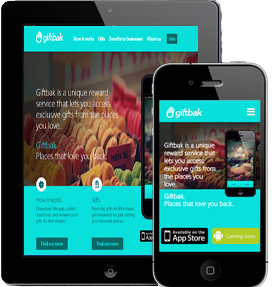 giftbak
How it works Gifts Benefits to businesses About us
Giftbak is a unique
reward service
that lets you access
exclusive gifts from
the places you love.
Giftbak.
Places that love you back.
How it works
Gifts
Find out more
Find out more
giftbak
Giftbak is a unique
reward service that
lets you access
exclusive gifts from
the places you
love.
Giftbak.
Places that love you back.
Available on the
App Store
Coming Soon